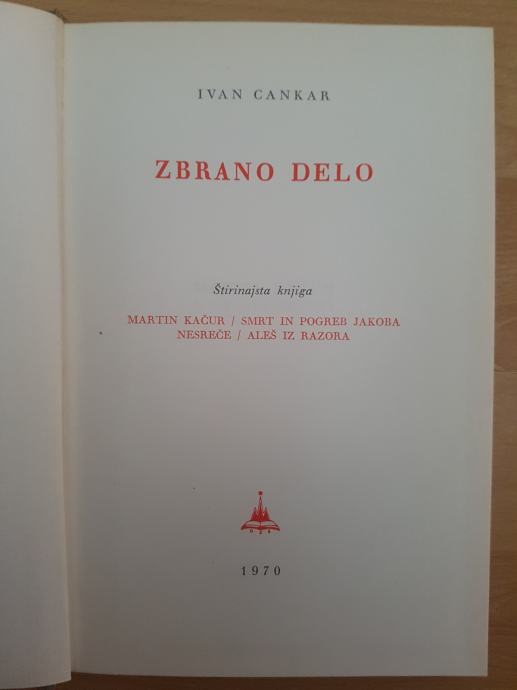 IVAN CANKAR
ZBRANO DELO
Štirinajsta knjiga
MARTIN KAČUR / SMRT IN POGREB JAKOBA
NESREČE / ALEŠ IZ RAZORA
1970